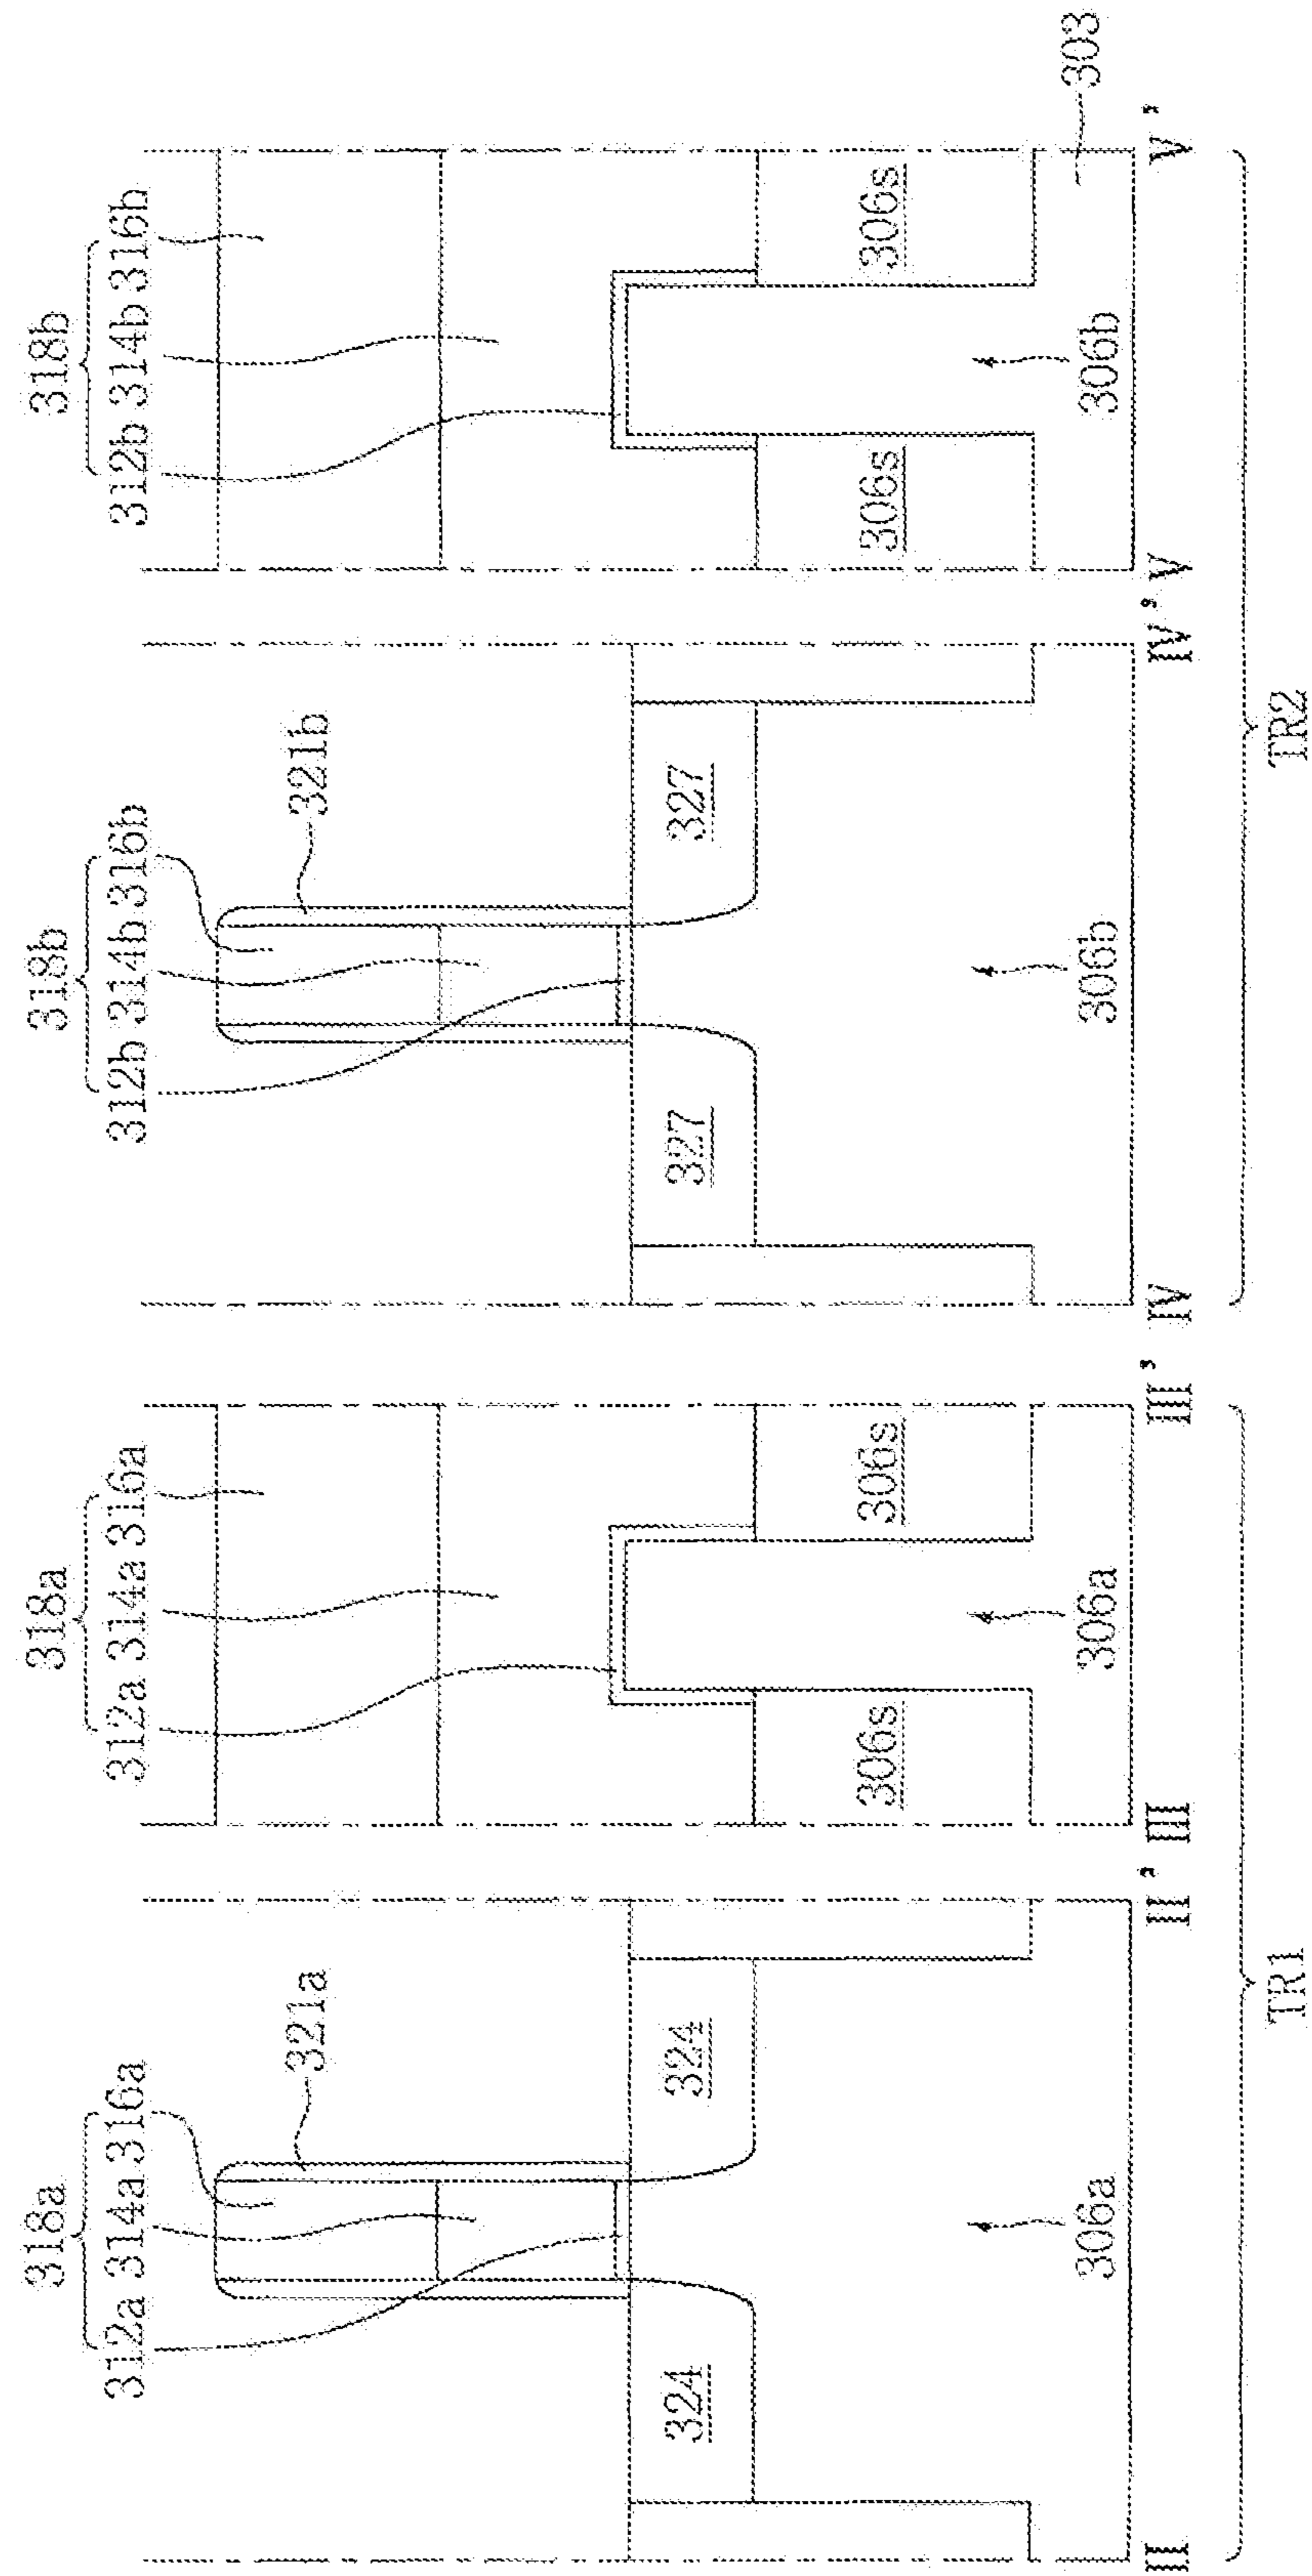 318a
312a 314a 316a
321a
324
324
306a
II
II'
318a
312a 314a 316a
306s
306s
306a
III
III'
TR1
318b
312b 314b 316b
321b
327
327
306b
IV
IV'
318b
312b 314b 316b
306s
306s
306b
303
V
V'
TR2